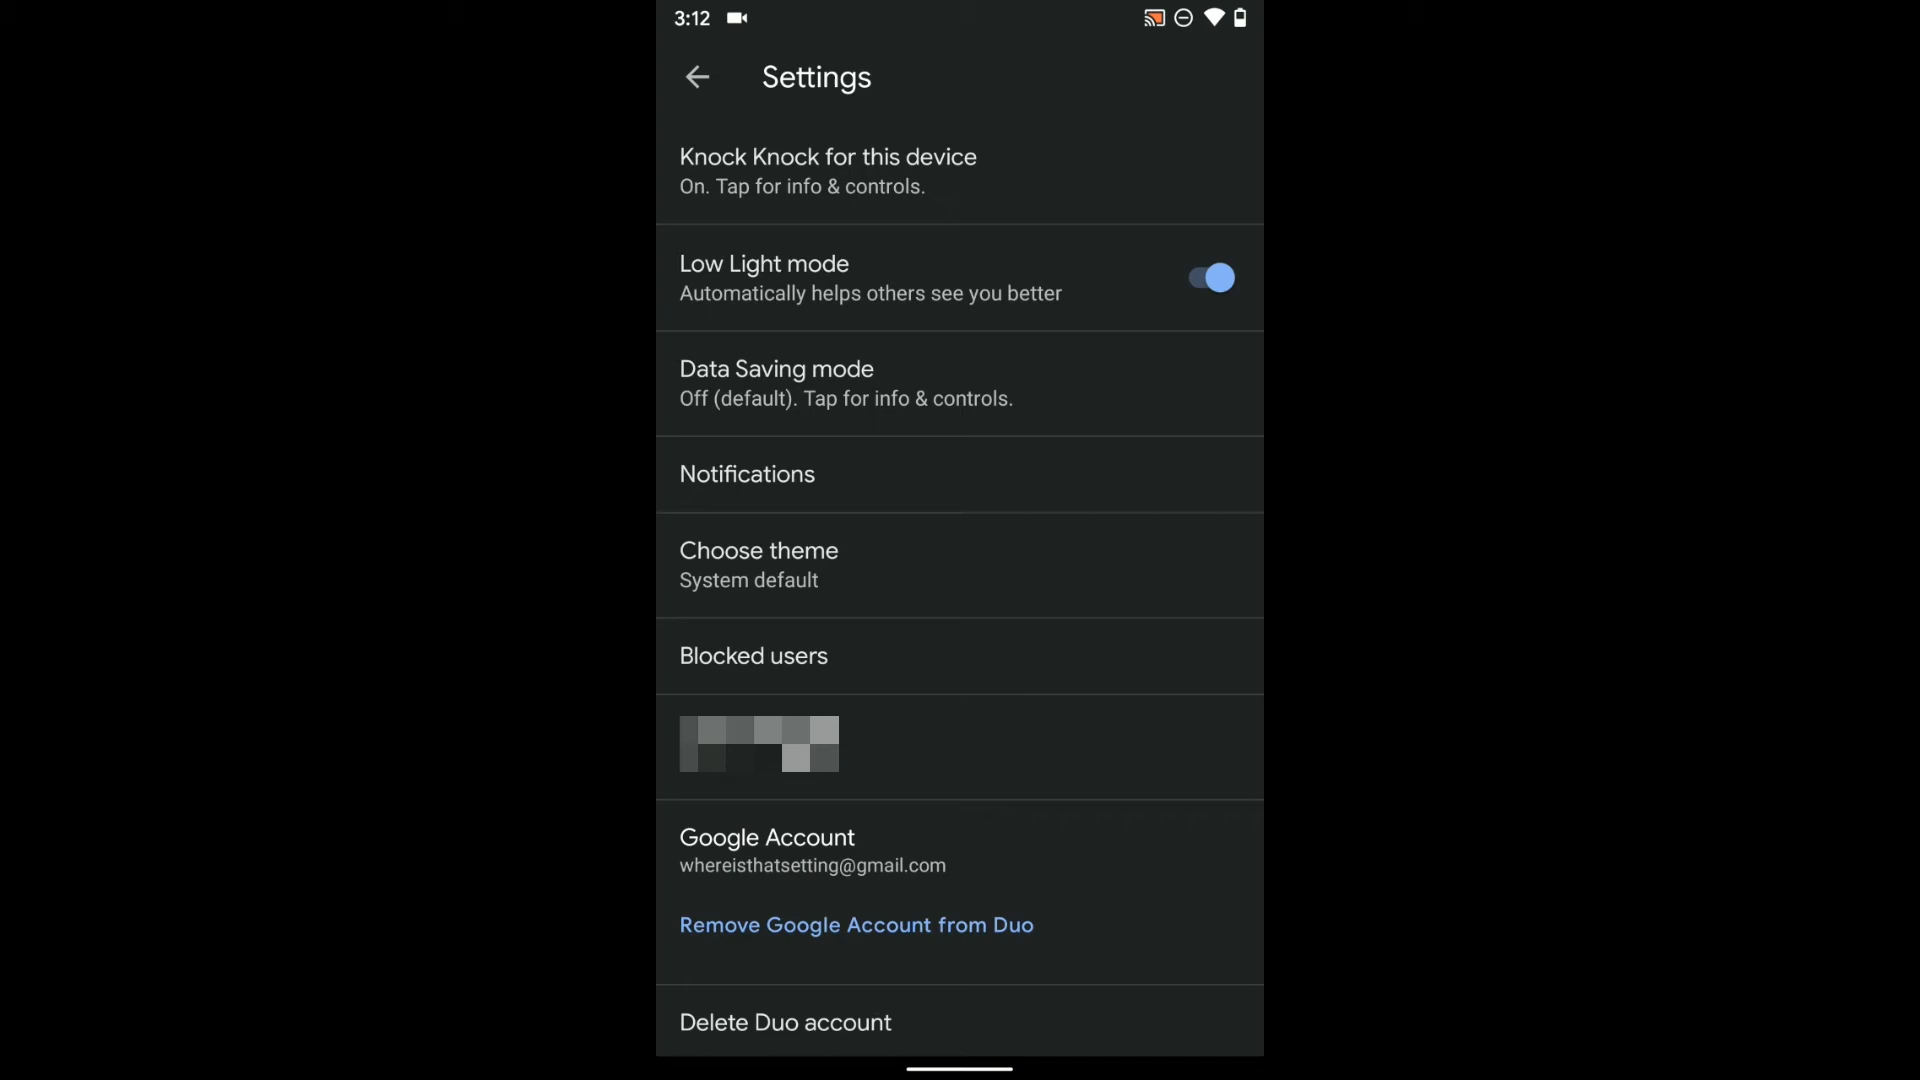 3:12
Settings
Knock Knock for this device
On. Tap for info & controls.
Low Light mode
Automatically helps others see you better
Data Saving mode
Off (default). Tap for info & controls.
Notifications
Choose theme
System default
Blocked users
Google Account
whereisthatsetting@gmail.com
Remove Google Account from Duo
Delete Duo account